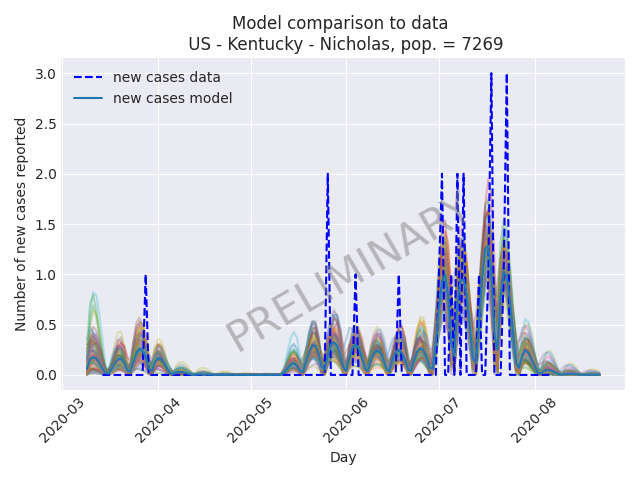 Model comparison to data
US - Kentucky - Nicholas, pop. = 7269
new cases data
new cases model
Number of new cases reported
3.0
2.5
2.0
1.5
1.0
0.5
0.0
PRELIMINARY
2020-03
2020-04
2020-05
2020-06
2020-07
2020-08
Day